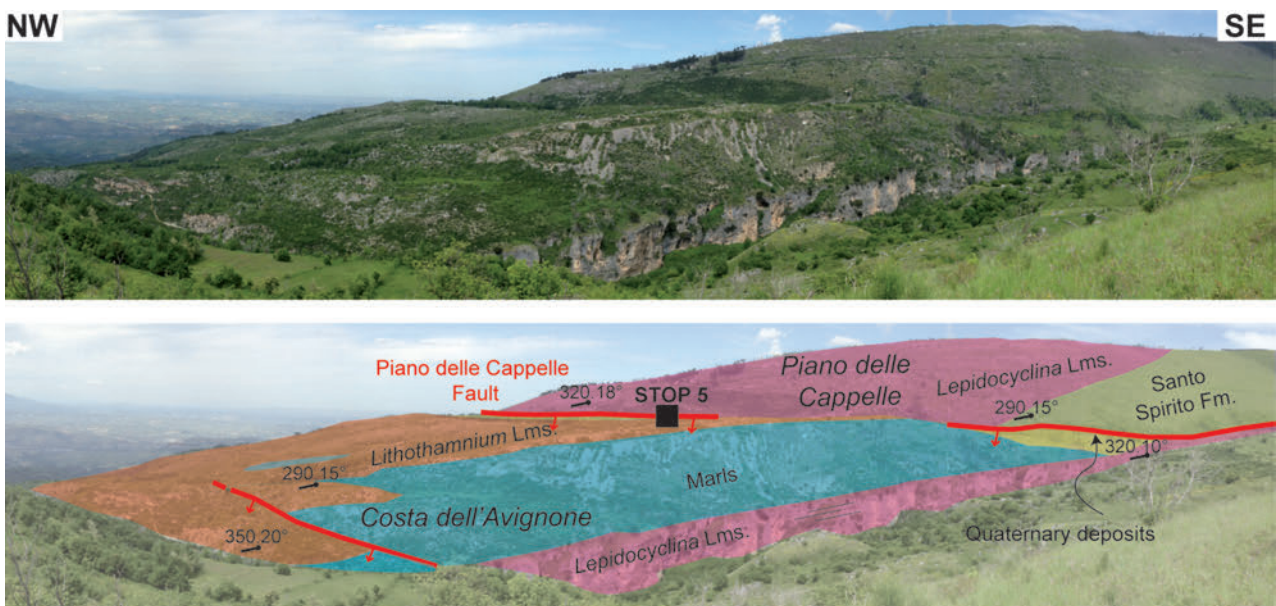 NW
SE
Piano delle Cappelle
Fault
320, 18°
STOP 5
Piano delle
Cappelle
Lepidocyclina Lms.
Santo
Spirito Fm.
290, 15°
Lithothamnium Lms.
290, 15°
320, 10°
Marls
Costa dell'Avignone
350, 20°
Lepidocyclina Lms.
Quaternary deposits